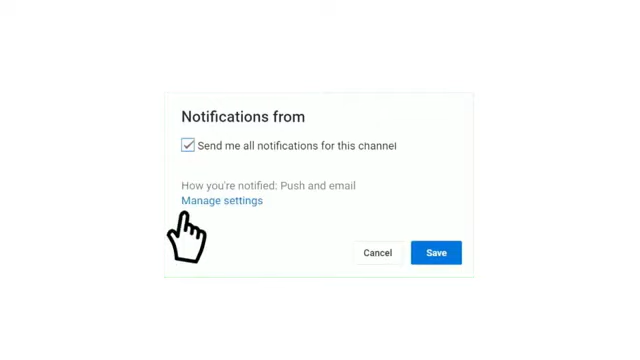 Notifications from
Send me all notifications for this channel
How you're notified: Push and email
Manage settings
Cancel
Save